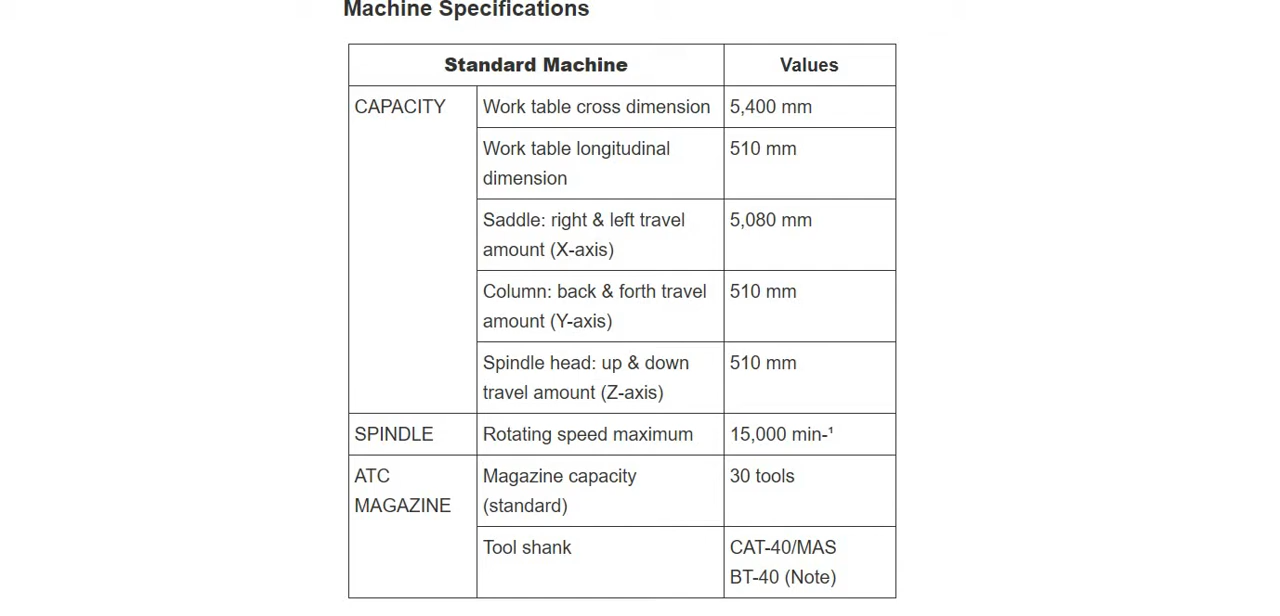 Machine Specifications
Standard Machine Values
CAPACITY Work table cross dimension 5,400 mm
Work table longitudinal 510 mm
dimension
Saddle: right & left travel 5,080 mm
amount (X-axis)
Column: back & forth travel 510 mm
amount (Y-axis)
Spindle head: up & down 510 mm
travel amount (Z-axis)
SPINDLE Rotating speed maximum 15,000 min-¹
ATC Magazine capacity 30 tools
MAGAZINE (standard)
Tool shank CAT-40/MAS
BT-40 (Note)